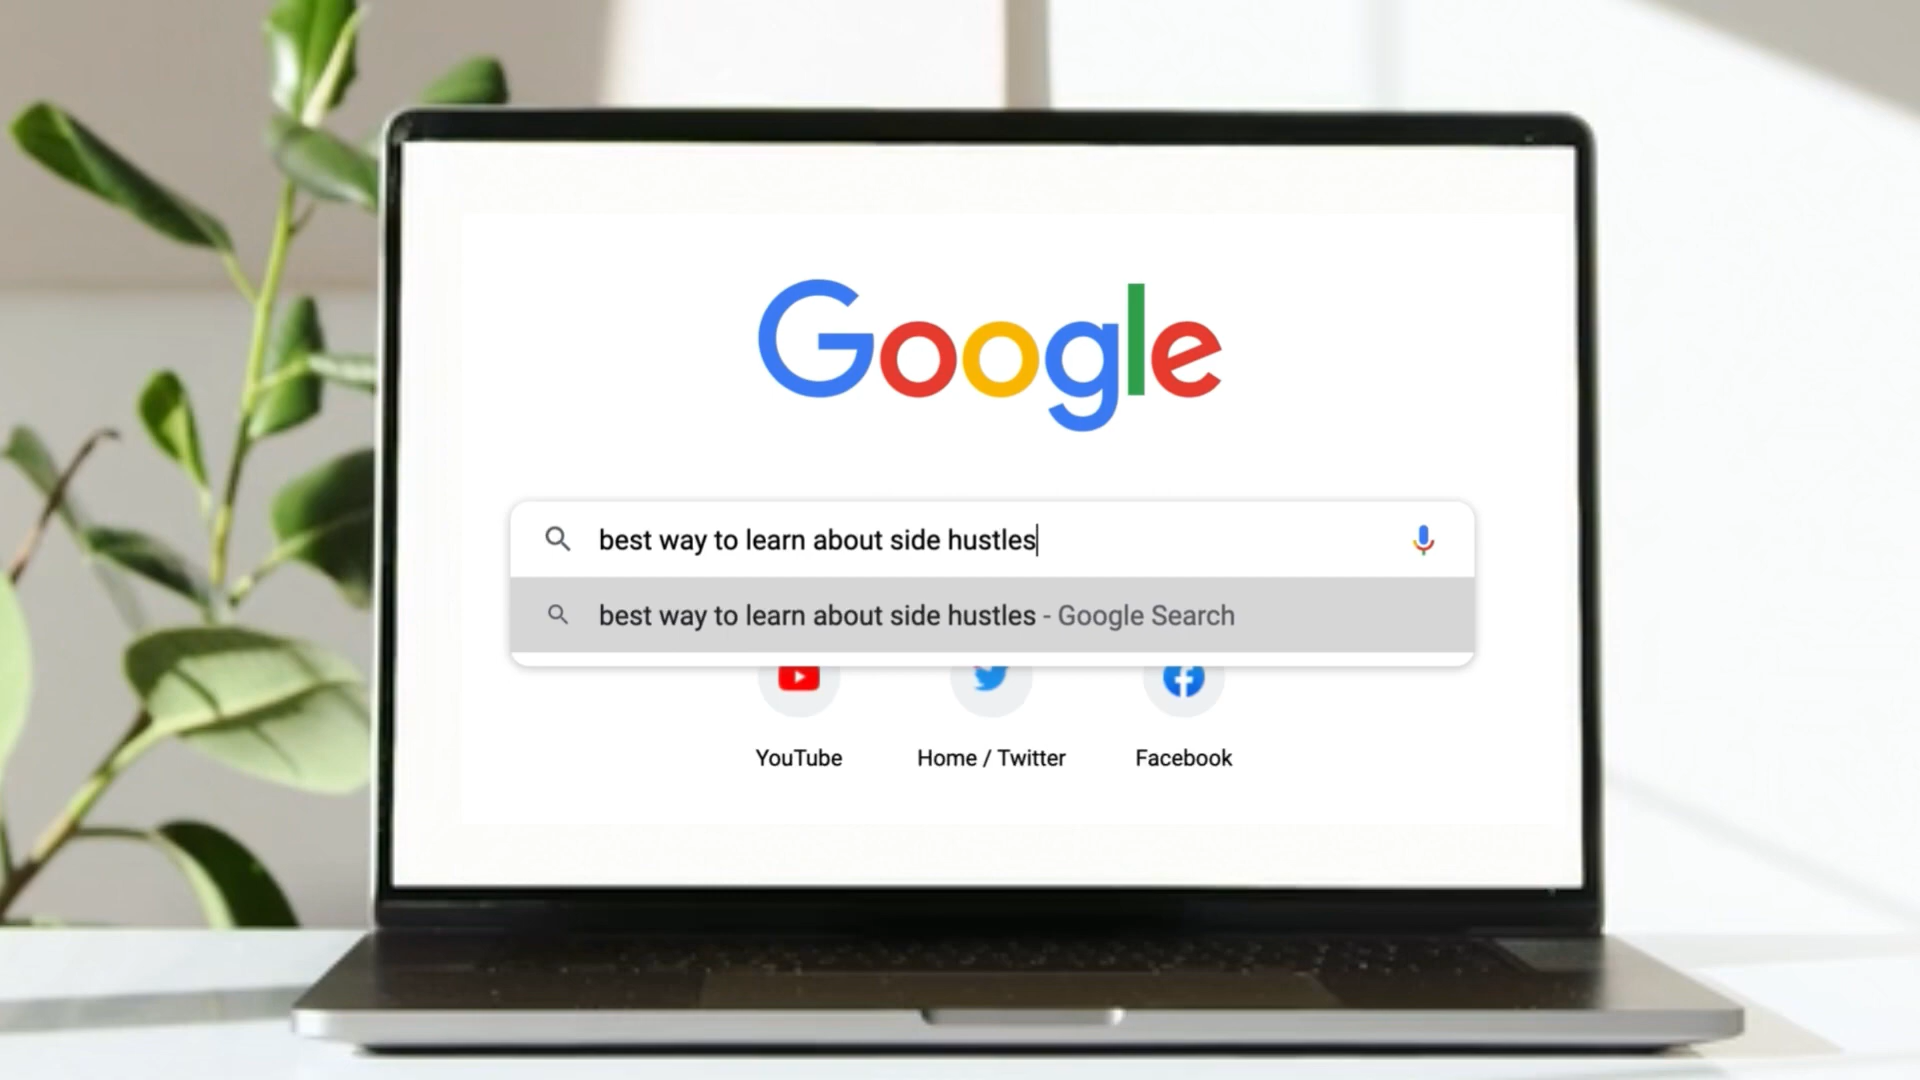 Google
best way to learn about side hustles
best way to learn about side hustles - Google Search
YouTube
Home / Twitter
Facebook